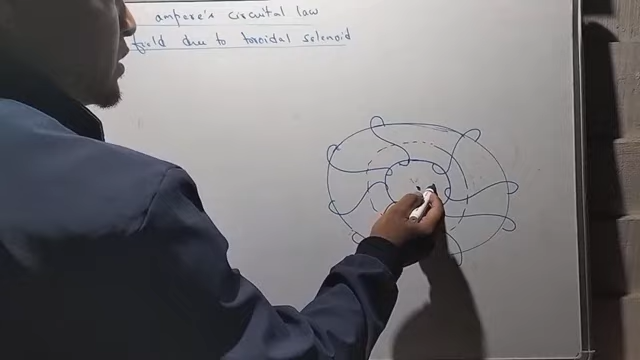 ampere's circuital law
field due to toroidal solenoid